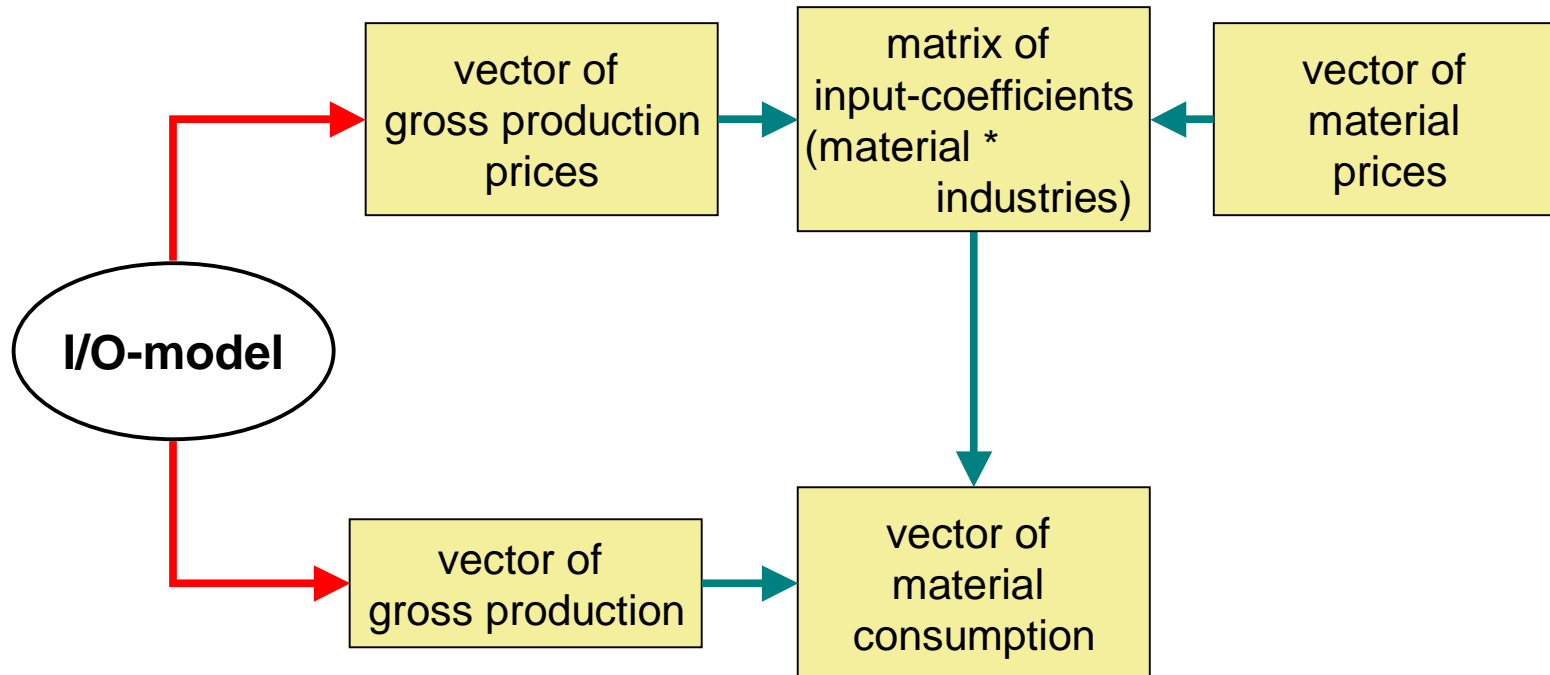 vector of
gross production
prices
matrix of
input-coefficients
(material *
industries)
vector of
material
prices
I/O-model
vector of
gross production
vector of
material
consumption